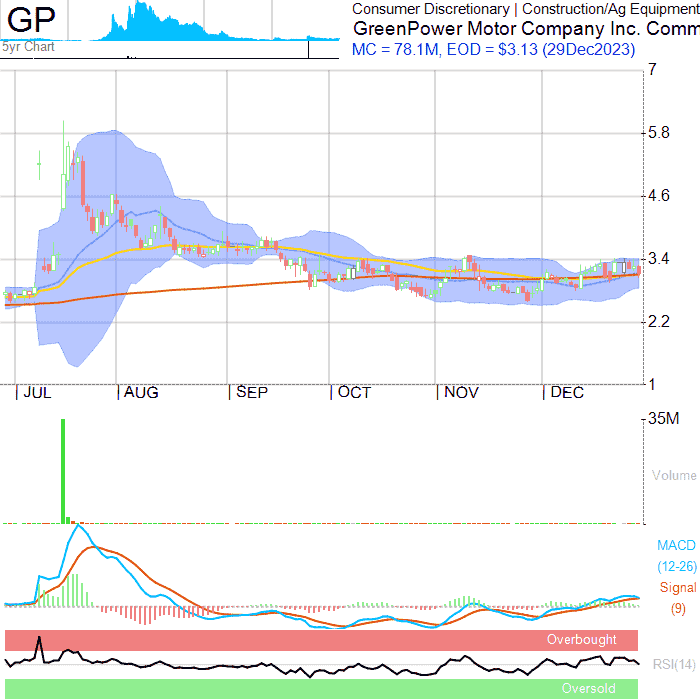 GP
5yr Chart
Consumer Discretionary | Construction/Ag Equipment
GreenPower Motor Company Inc. Comm
MC = 78.1M, EOD = $3.13 (29Dec2023)
7
5.8
4.6
3.4
2.2
1
JUL AUG SEP OCT NOV DEC
35M
Volume
MACD
(12-26)
Signal
(9)
Overbought
RSI(14)
Oversold